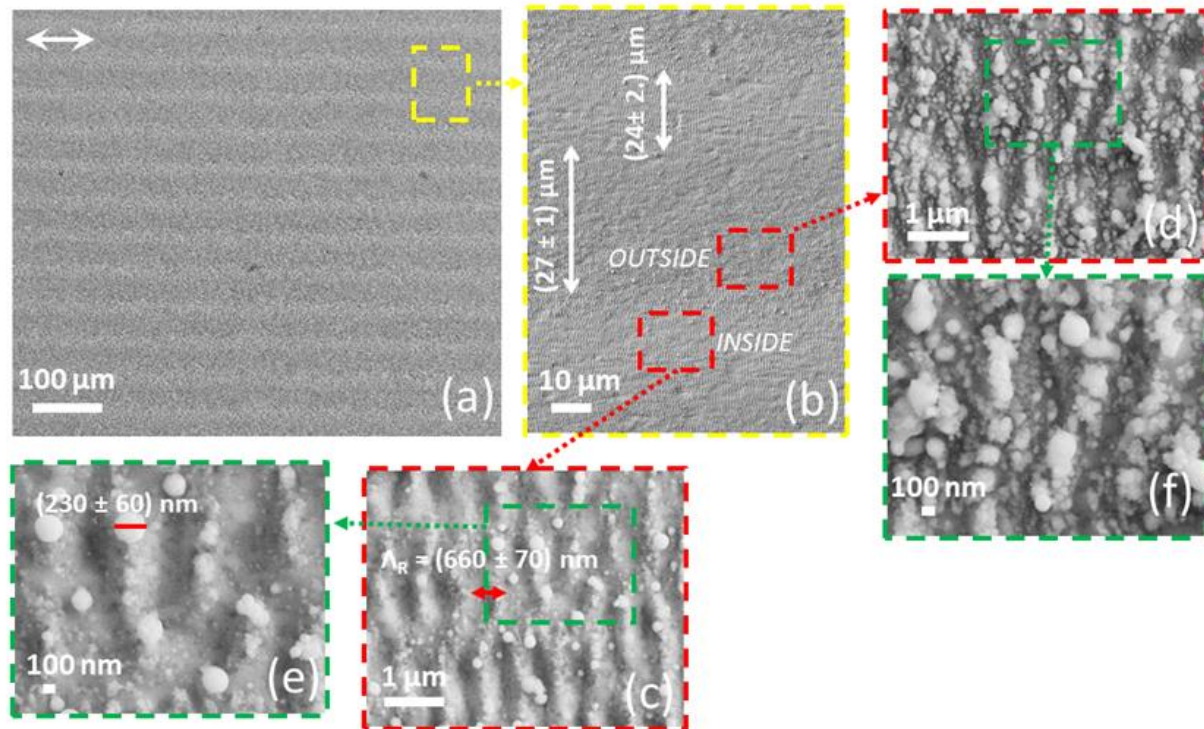 100 μm
(a)
(24± 2.) μm
(27 ± 1) μm
OUTSIDE
INSIDE
10 μm
(b)
1 μm
(d)
100 nm
(f)
(230 ± 60) nm
100 nm
(e)
ΛR = (660 ± 70) nm
1 μm
(c)